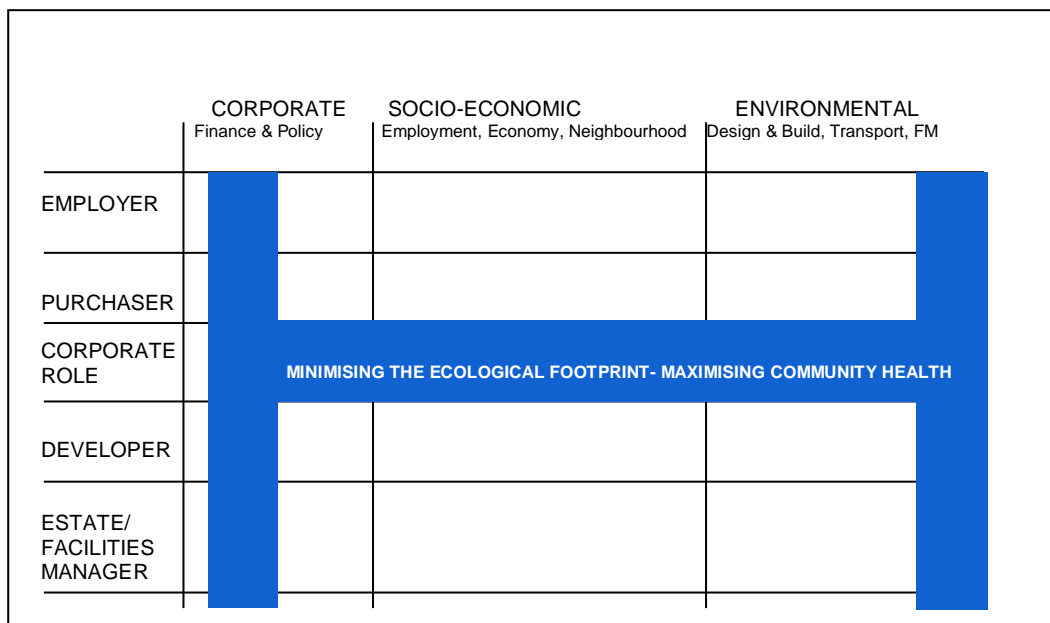 CORPORATE
SOCIO-ECONOMIC
ENVIRONMENTAL
Finance & Policy
Employment, Economy, Neighbourhood
Design & Build, Transport, FM
EMPLOYER
PURCHASER
CORPORATE
ROLE
MINIMISING THE ECOLOGICAL FOOTPRINT- MAXIMISING COMMUNITY HEALTH
DEVELOPER
ESTATE/
FACILITIES
MANAGER